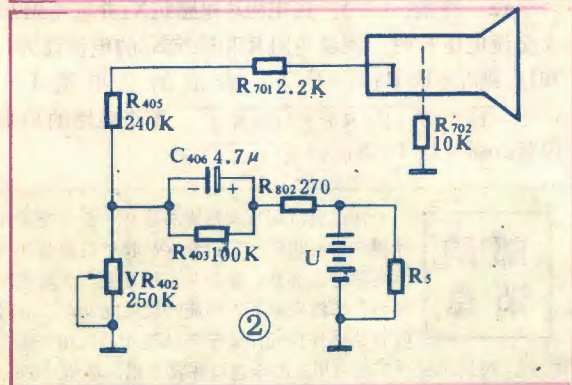 R701 2.2K
R405
240K
R702
10K
C406 4.7μ
− +
R802 270
R403 100K
U
R5
VR402
250K
②